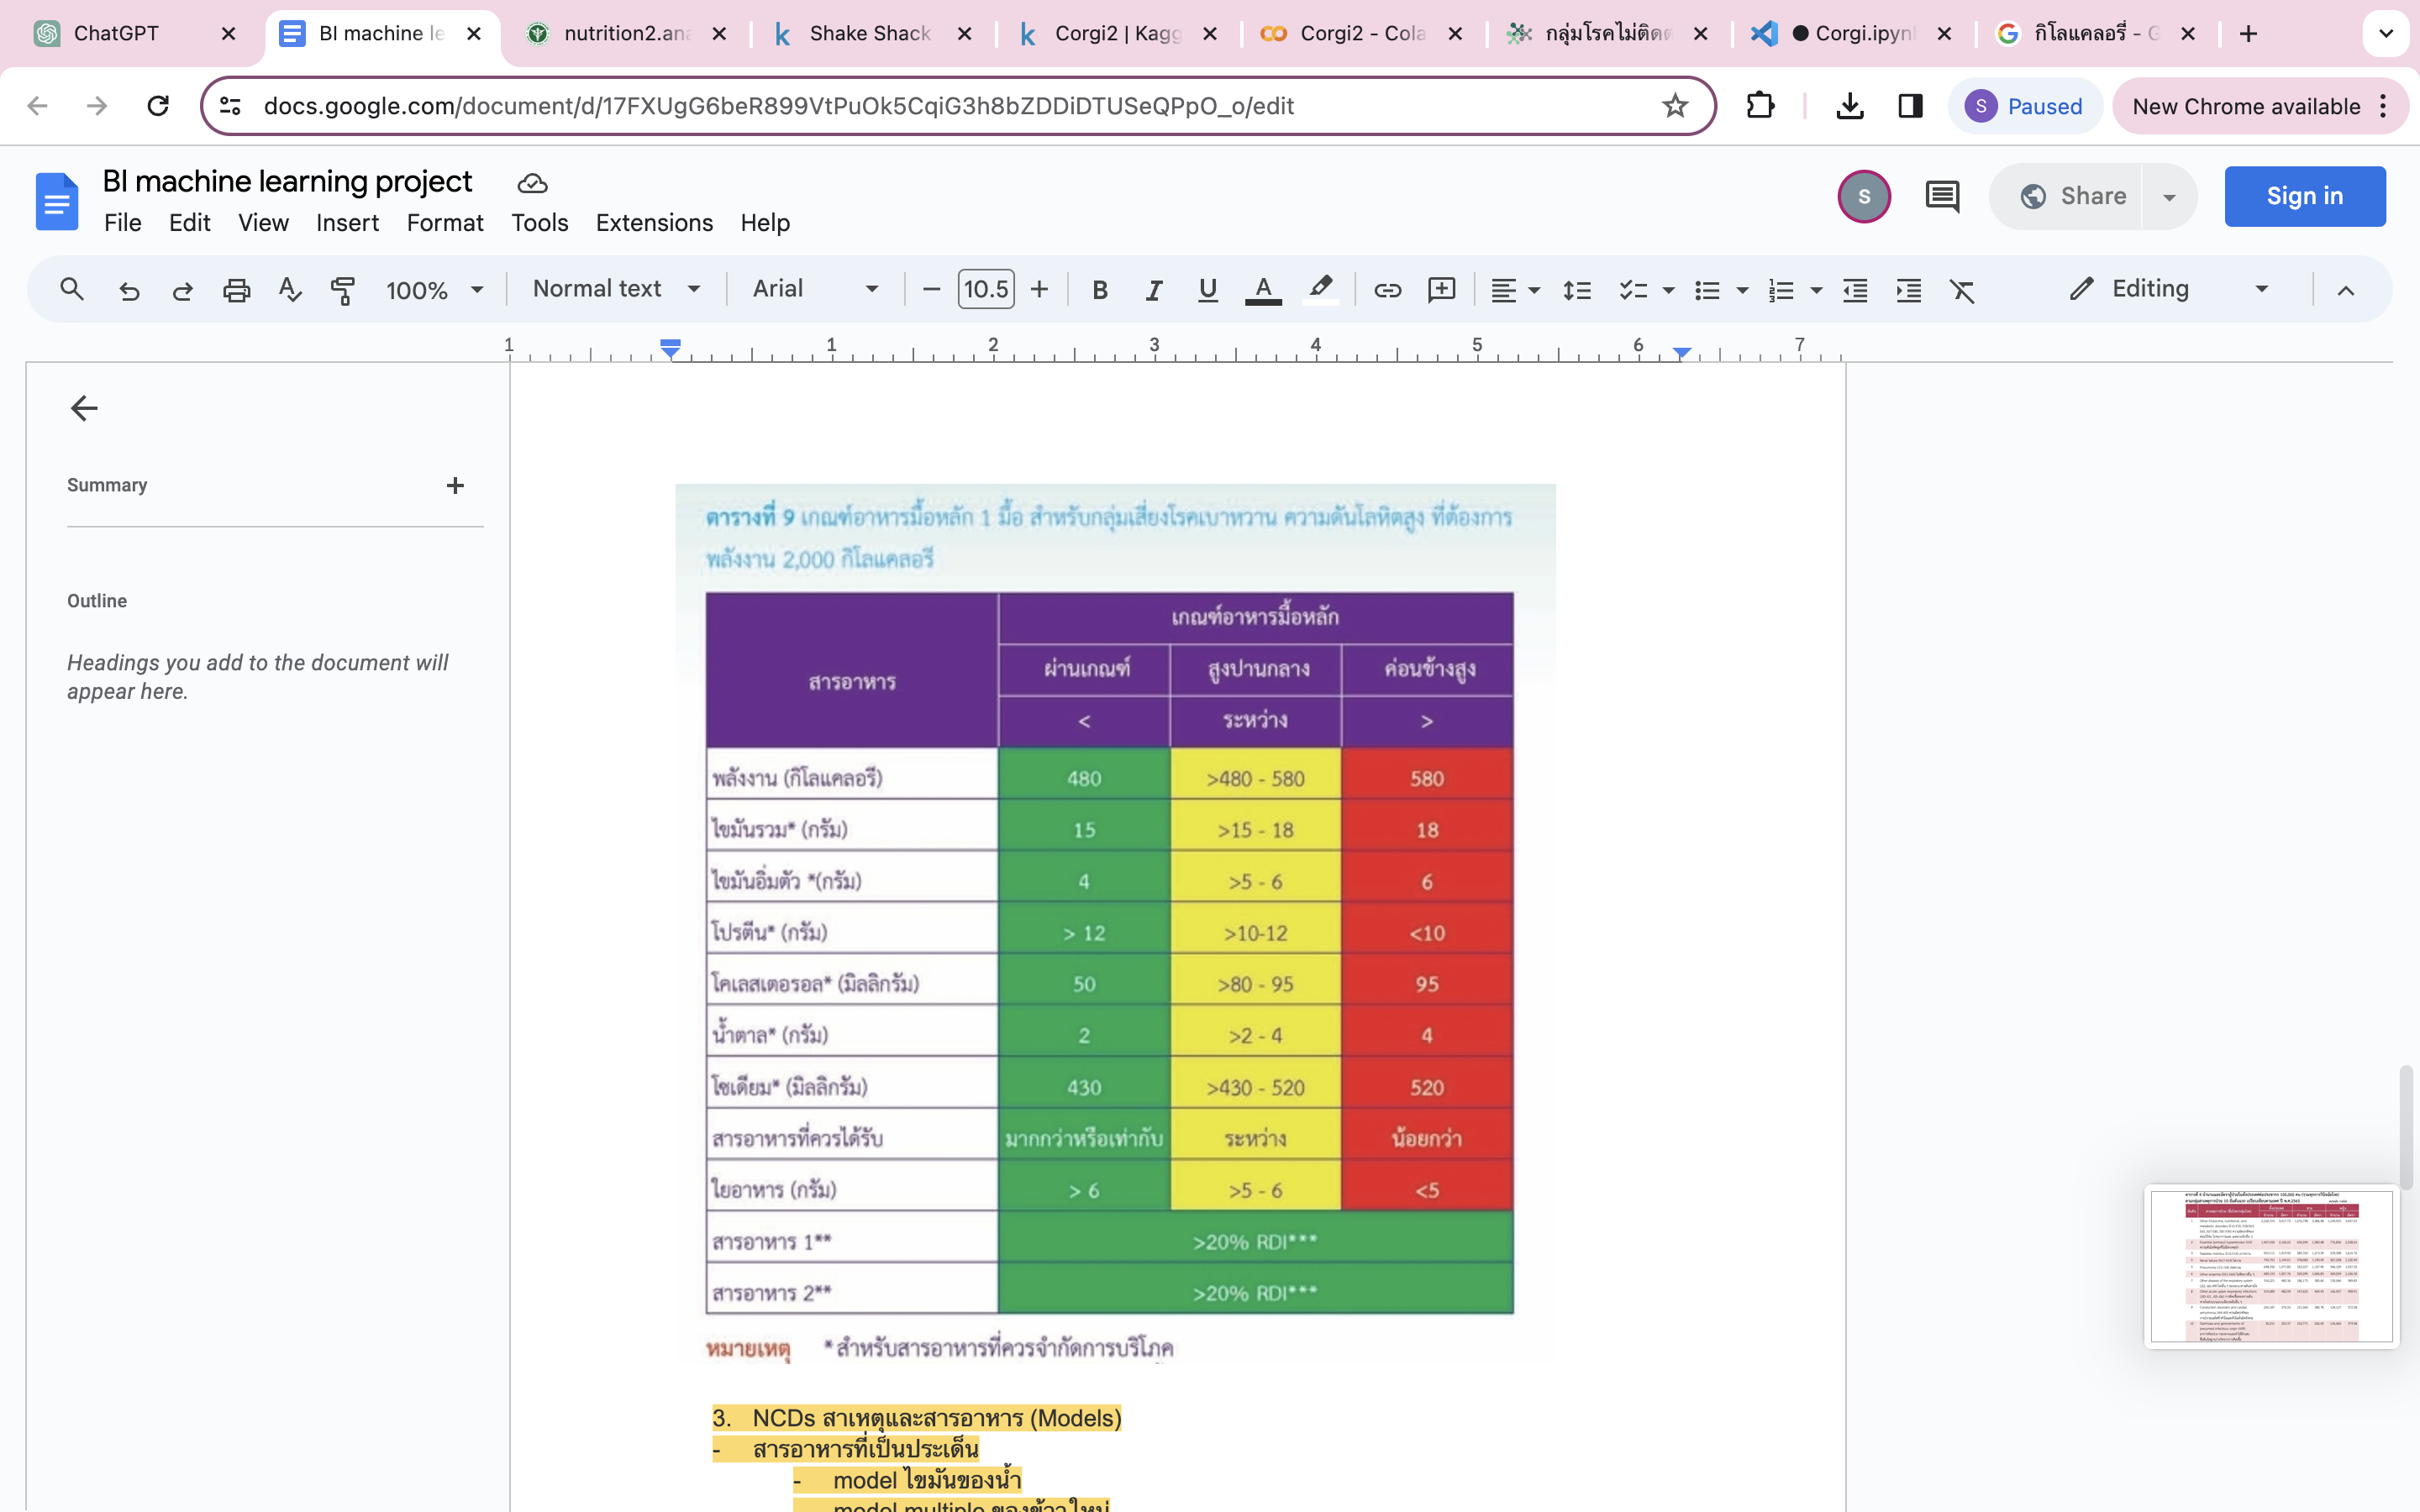 ChatGPT
BI machine le
nutrition2.ana
Shake Shack
Corgi2 | Kagg
Corgi2 - Cola
กลุ่มโรคไม่ติดต
Corgi.ipynb
กิโลแคลอรี่ - G
docs.google.com/document/d/17FXUgG6beR899VtPuOk5CqiG3h8bZDDiDTUSeQPpO_o/edit
S
Paused
New Chrome available
BI machine learning project
File Edit View Insert Format Tools Extensions Help
S
Share
Sign in
100% Normal text Arial 10.5 B I U A Editing
1 1 2 3 4 5 6 7
Summary
Outline
Headings you add to the document will
appear here.
ตารางที่ 9 เกณฑ์อาหารมื้อหลัก 1 มื้อ สำหรับกลุ่มเสี่ยงโรคเบาหวาน ความดันโลหิตสูง ที่ต้องการ
พลังงาน 2,000 กิโลแคลอรี
สารอาหาร เกณฑ์อาหารมื้อหลัก
ผ่านเกณฑ์ สูงปานกลาง ค่อนข้างสูง
< ระหว่าง >
พลังงาน (กิโลแคลอรี) 480 >480 - 580 580
ไขมันรวม* (กรัม) 15 >15 - 18 18
ไขมันอิ่มตัว *(กรัม) 4 >5 - 6 6
โปรตีน* (กรัม) > 12 >10-12 <10
โคเลสเตอรอล* (มิลลิกรัม) 50 >80 - 95 95
น้ำตาล* (กรัม) 2 >2 - 4 4
โซเดียม* (มิลลิกรัม) 430 >430 - 520 520
สารอาหารที่ควรได้รับ มากกว่าหรือเท่ากับ ระหว่าง น้อยกว่า
ใยอาหาร (กรัม) > 6 >5 - 6 <5
สารอาหาร 1** >20% RDI***
สารอาหาร 2** >20% RDI***
หมายเหตุ *สำหรับสารอาหารที่ควรจำกัดการบริโภค
3. NCDs สาเหตุและสารอาหาร (Models)
- สารอาหารที่เป็นประเด็น
- model ไขมันของน้ำ
model multiple ของข้าวใหม่